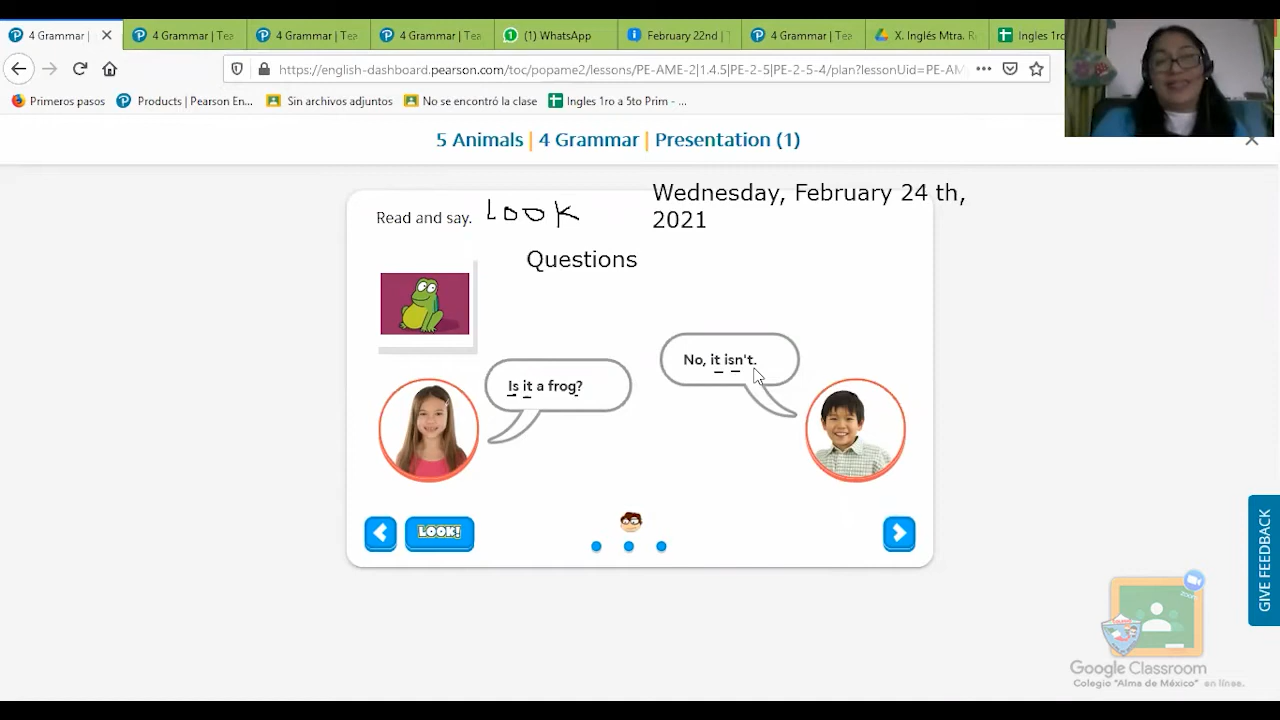 4 Grammar |
4 Grammar | Tea
4 Grammar | Tea
4 Grammar | Tea
(1) WhatsApp
February 22nd |
4 Grammar | Tea
X. Inglés Mtra. R
Ingles 1ro
https://english-dashboard.pearson.com/toc/popame2/lessons/PE-AME-2|1.4.5|PE-2-5|PE-2-5-4/plan?lessonUid=PE-AM
Primeros pasos
Products | Pearson En...
Sin archivos adjuntos
No se encontró la clase
Ingles 1ro a 5to Prim - ...
5 Animals | 4 Grammar | Presentation (1)
Wednesday, February 24 th,
2021
Read and say. LOOK
Questions
No, it isn't.
Is it a frog?
LOOK!
GIVE FEEDBACK
zoom
Google Classroom
Colegio "Alma de México" en línea.